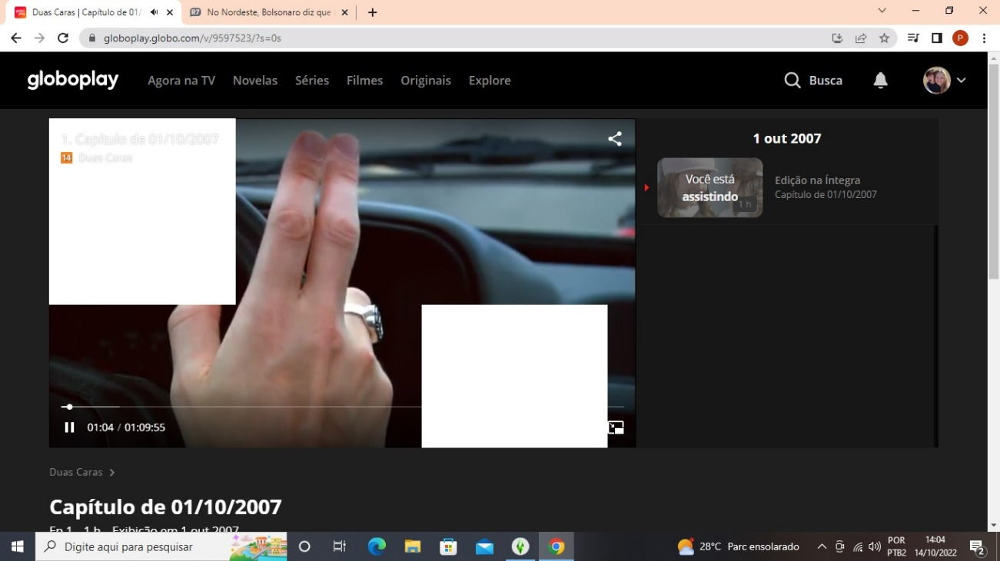 Duas Caras | Capítulo de 01/
No Nordeste, Bolsonaro diz que
globoplay.globo.com/v/9597523/?s=0s
P
globoplay
Agora na TV
Novelas
Séries
Filmes
Originais
Explore
Busca
1. Capítulo de 01/10/2007
14 Duas Caras
1 out 2007
Você está
assistindo
1 h
Edição na Íntegra
Capítulo de 01/10/2007
01:04 / 01:09:55
Duas Caras
Capítulo de 01/10/2007
Ep 1 - 1 h - Exibição em 1 out 2007
Digite aqui para pesquisar
28°C Parc ensolarado
POR
PTB2
14:04
14/10/2022
2